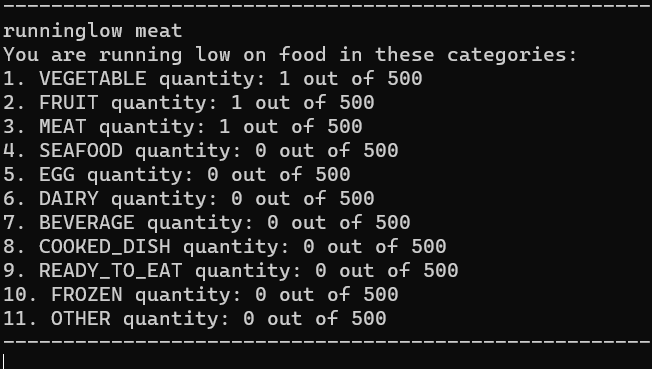 ------------------------------------------------------
runninglow meat
You are running low on food in these categories:
1. VEGETABLE quantity: 1 out of 500
2. FRUIT quantity: 1 out of 500
3. MEAT quantity: 1 out of 500
4. SEAFOOD quantity: 0 out of 500
5. EGG quantity: 0 out of 500
6. DAIRY quantity: 0 out of 500
7. BEVERAGE quantity: 0 out of 500
8. COOKED_DISH quantity: 0 out of 500
9. READY_TO_EAT quantity: 0 out of 500
10. FROZEN quantity: 0 out of 500
11. OTHER quantity: 0 out of 500
------------------------------------------------------